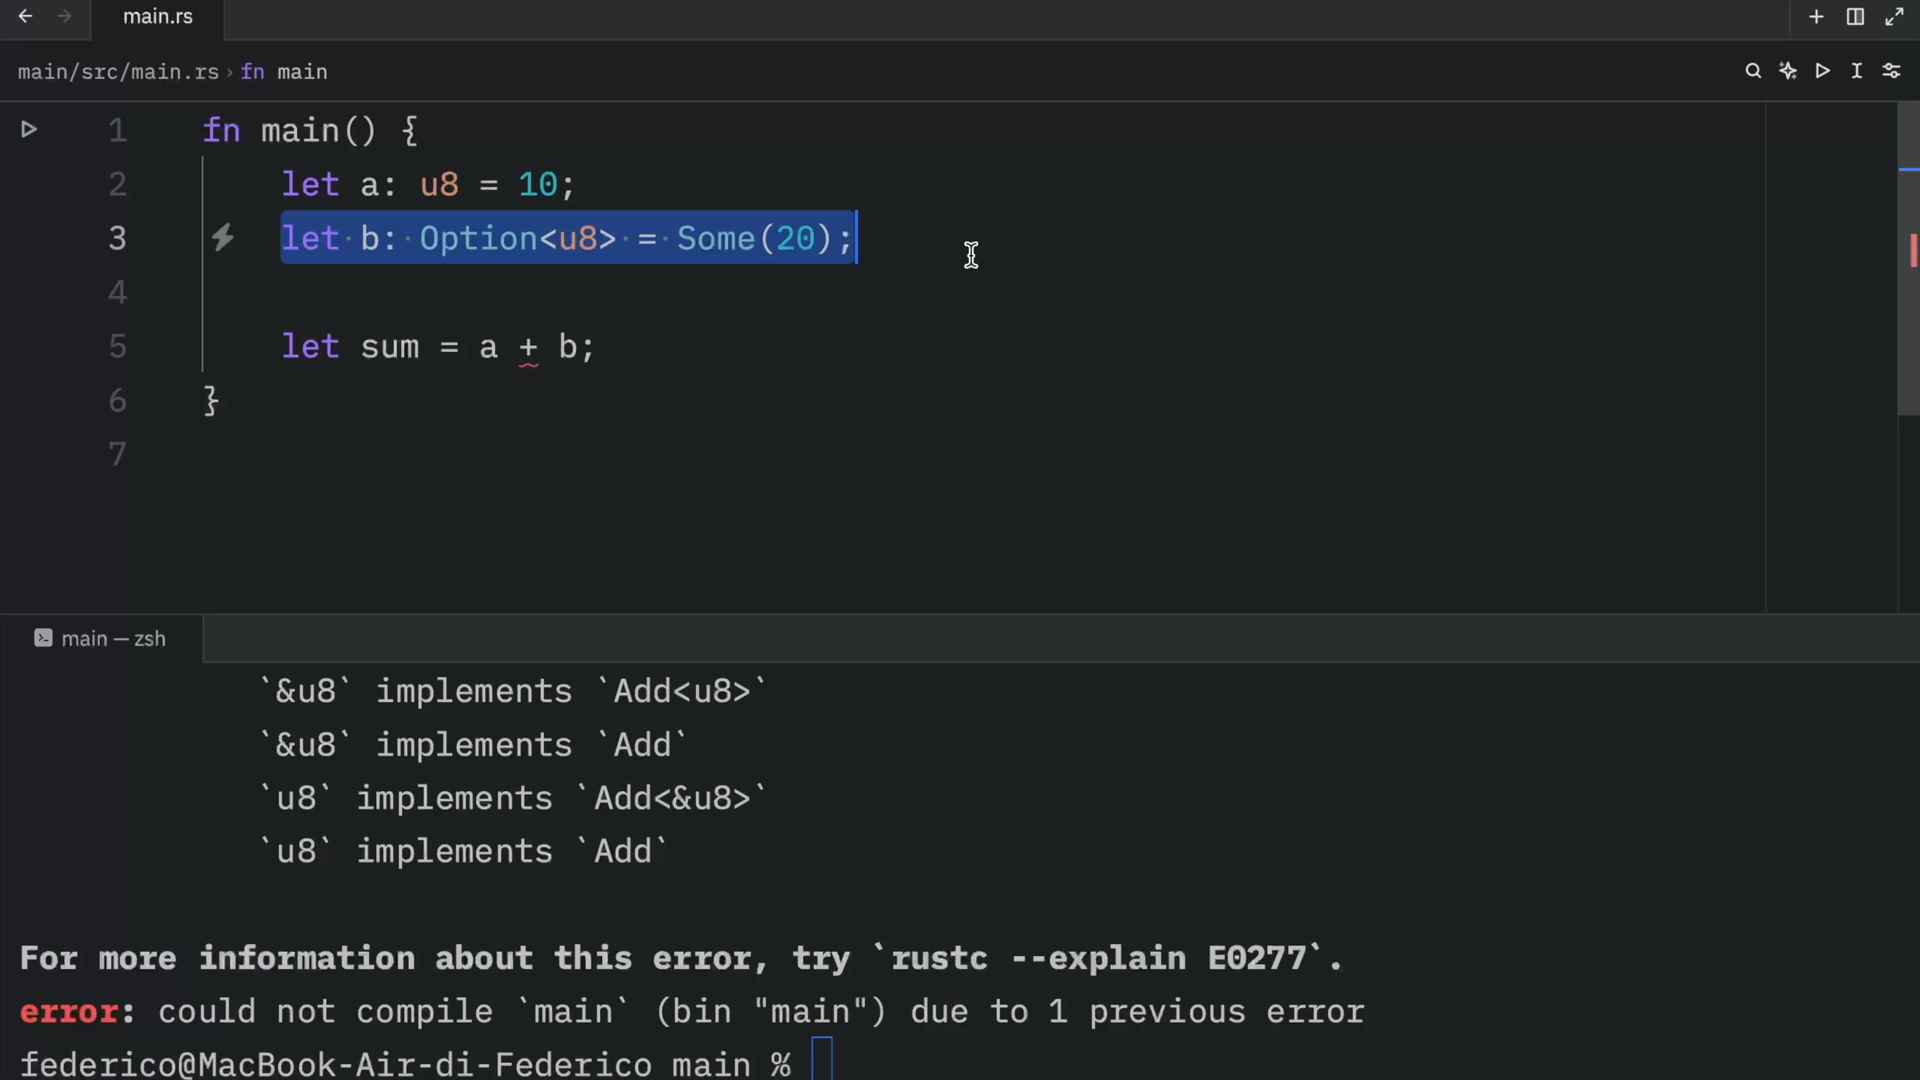 main.rs
main/src/main.rs › fn main
1 fn main() {
2 let a: u8 = 10;
3 let b: Option<u8> = Some(20);
4
5 let sum = a + b;
6 }
7
main — zsh
`&u8` implements `Add<u8>`
`&u8` implements `Add`
`u8` implements `Add<&u8>`
`u8` implements `Add`
For more information about this error, try `rustc --explain E0277`.
error: could not compile `main` (bin "main") due to 1 previous error
federico@MacBook-Air-di-Federico main %